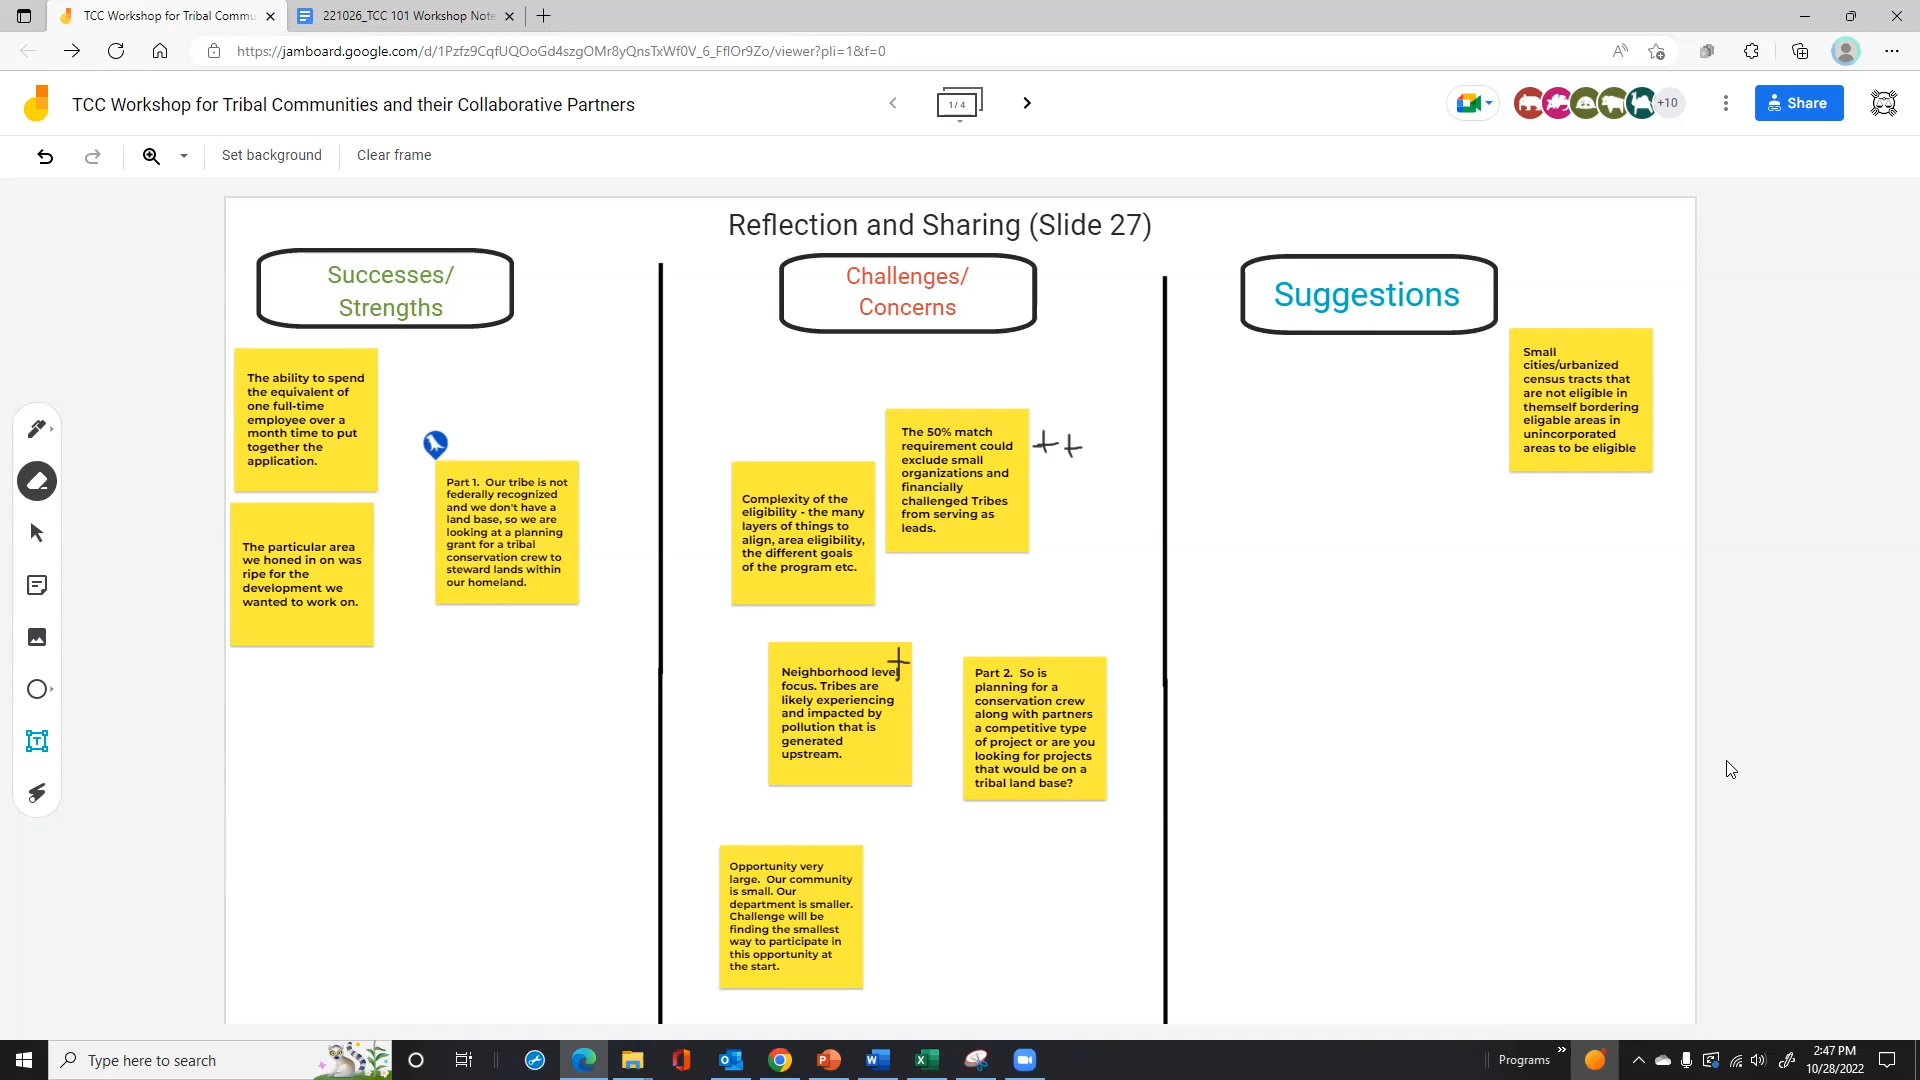 TCC Workshop for Tribal Commu
221026_TCC 101 Workshop Note
https://jamboard.google.com/d/1Pzfz9CqfUQOoGd4szgOMr8yQnsTxWf0V_6_FflOr9Zo/viewer?pli=1&f=0
TCC Workshop for Tribal Communities and their Collaborative Partners
1 / 4
+10
Share
Set background
Clear frame
Reflection and Sharing (Slide 27)
Successes/
Strengths
The ability to spend
the equivalent of
one full-time
employee over a
month time to put
together the
application.
Part 1. Our tribe is not
federally recognized
and we don't have a
land base, so we are
looking at a planning
grant for a tribal
conservation crew to
steward lands within
our homeland.
The particular area
we honed in on was
ripe for the
development we
wanted to work on.
Challenges/
Concerns
The 50% match
requirement could
exclude small
organizations and
financially
challenged Tribes
from serving as
leads.
++
Complexity of the
eligibility - the many
layers of things to
align, area eligibility,
the different goals
of the program etc.
+
Neighborhood level
focus. Tribes are
likely experiencing
and impacted by
pollution that is
generated
upstream.
Part 2. So is
planning for a
conservation crew
along with partners
a competitive type
of project or are you
looking for projects
that would be on a
tribal land base?
Opportunity very
large. Our community
is small. Our
department is smaller.
Challenge will be
finding the smallest
way to participate in
this opportunity at
the start.
Suggestions
Small
cities/urbanized
census tracts that
are not eligible in
themself bordering
eligable areas in
unincorporated
areas to be eligible
Type here to search
Programs
2:47 PM
10/28/2022